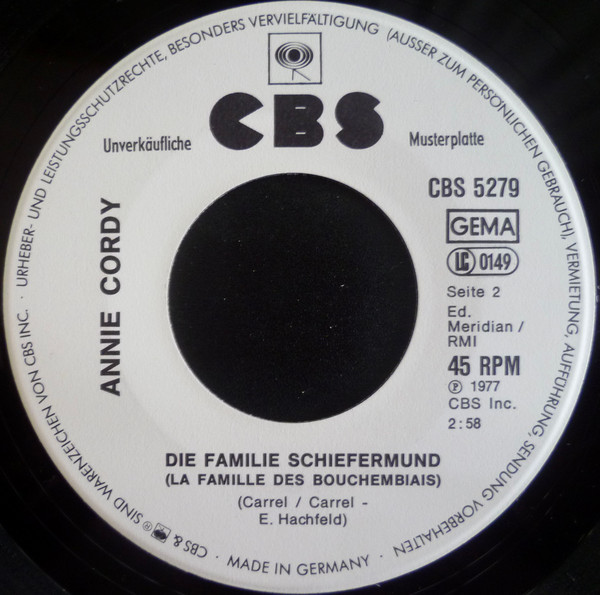 URHEBER- UND LEISTUNGSSCHUTZRECHTE, BESONDERS VERVIELFÄLTIGUNG (AUSSER ZUM PERSÖNLICHEN GEBRAUCH), VERMIETUNG, AUFFÜHRUNG, SENDUNG VORBEHALTEN
CBS
Unverkäufliche Musterplatte
ANNIE CORDY
CBS 5279
GEMA
LC 0149
Seite 2
Ed.
Meridian /
RMI
45 RPM
℗ 1977
CBS Inc.
2:58
DIE FAMILIE SCHIEFERMUND
(LA FAMILLE DES BOUCHEMBIAIS)
(Carrel / Carrel -
E. Hachfeld)
· MADE IN GERMANY · CBS & ® SIND WARENZEICHEN VON CBS INC. ·